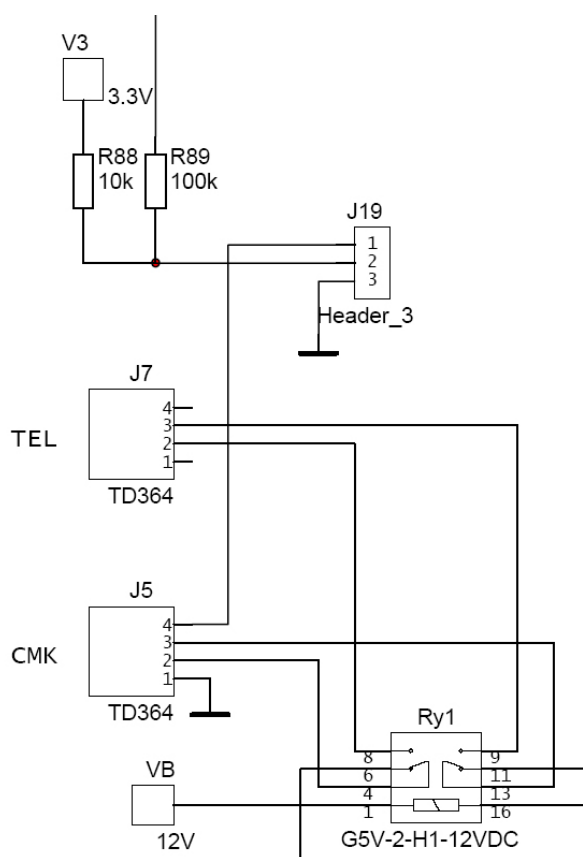 V3
3.3V
R88
10k
R89
100k
J19
1
2
3
Header_3
J7
4
3
2
1
TEL
TD364
J5
4
3
2
1
CMK
TD364
Ry1
8
9
6
11
4
13
1
16
VB
12V
G5V-2-H1-12VDC